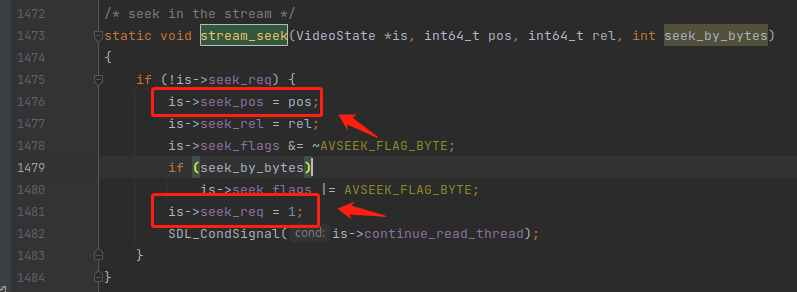 1472 /* seek in the stream */
1473 static void stream_seek(VideoState *is, int64_t pos, int64_t rel, int seek_by_bytes)
1474 {
1475 if (!is->seek_req) {
1476 is->seek_pos = pos;
1477 is->seek_rel = rel;
1478 is->seek_flags &= ~AVSEEK_FLAG_BYTE;
1479 if (seek_by_bytes)
1480 is->seek_flags |= AVSEEK_FLAG_BYTE;
1481 is->seek_req = 1;
1482 SDL_CondSignal( cond: is->continue_read_thread);
1483 }
1484 }